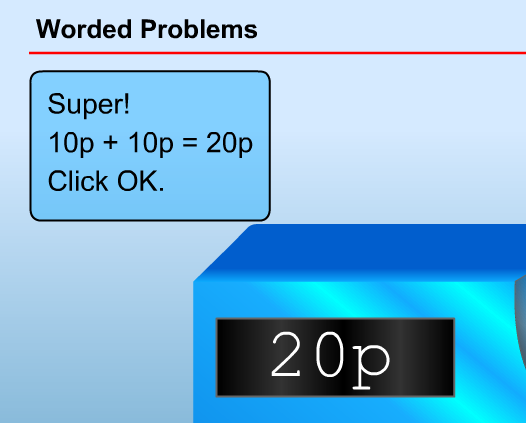 Worded Problems
Super!
10p + 10p = 20p
Click OK.
20p